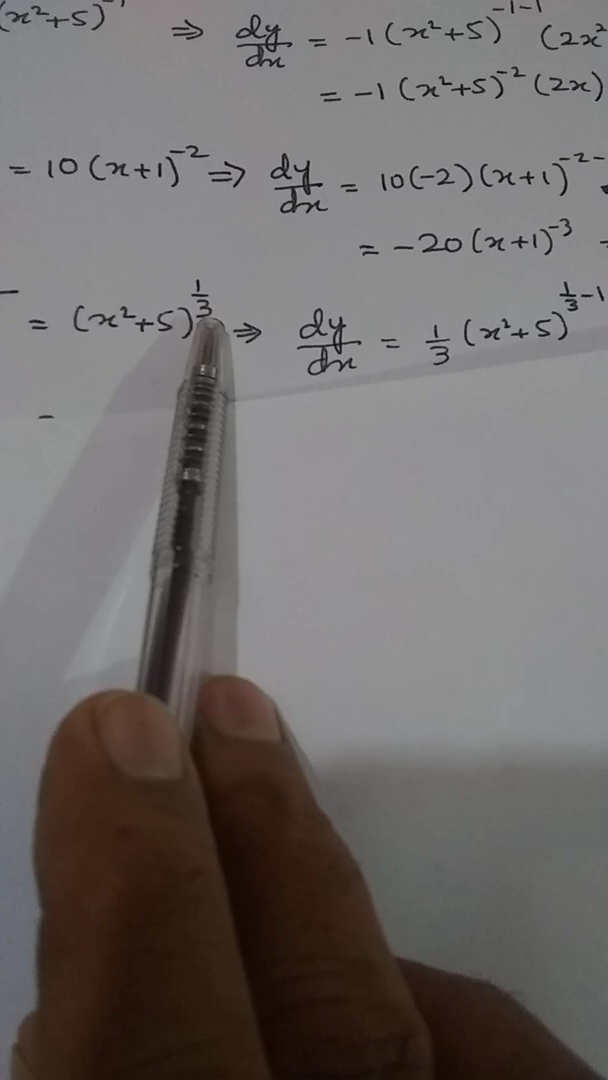 (x²+5)⁻¹ ⇒ dy/dx = -1(x²+5)⁻¹⁻¹ (2x²
= -1(x²+5)⁻² (2x)
= 10(x+1)⁻² ⇒ dy/dx = 10(-2)(x+1)⁻²⁻
= -20(x+1)⁻³
= (x²+5)^(1/3) ⇒ dy/dx = 1/3 (x²+5)^(1/3-1)